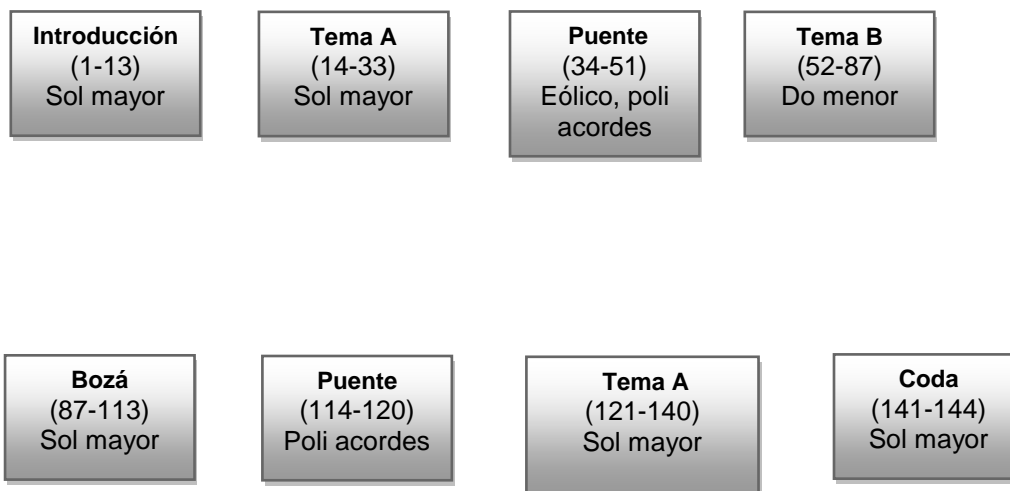 Introducción
(1-13)
Sol mayor
Tema A
(14-33)
Sol mayor
Puente
(34-51)
Eólico, poli
acordes
Tema B
(52-87)
Do menor
Bozá
(87-113)
Sol mayor
Puente
(114-120)
Poli acordes
Tema A
(121-140)
Sol mayor
Coda
(141-144)
Sol mayor